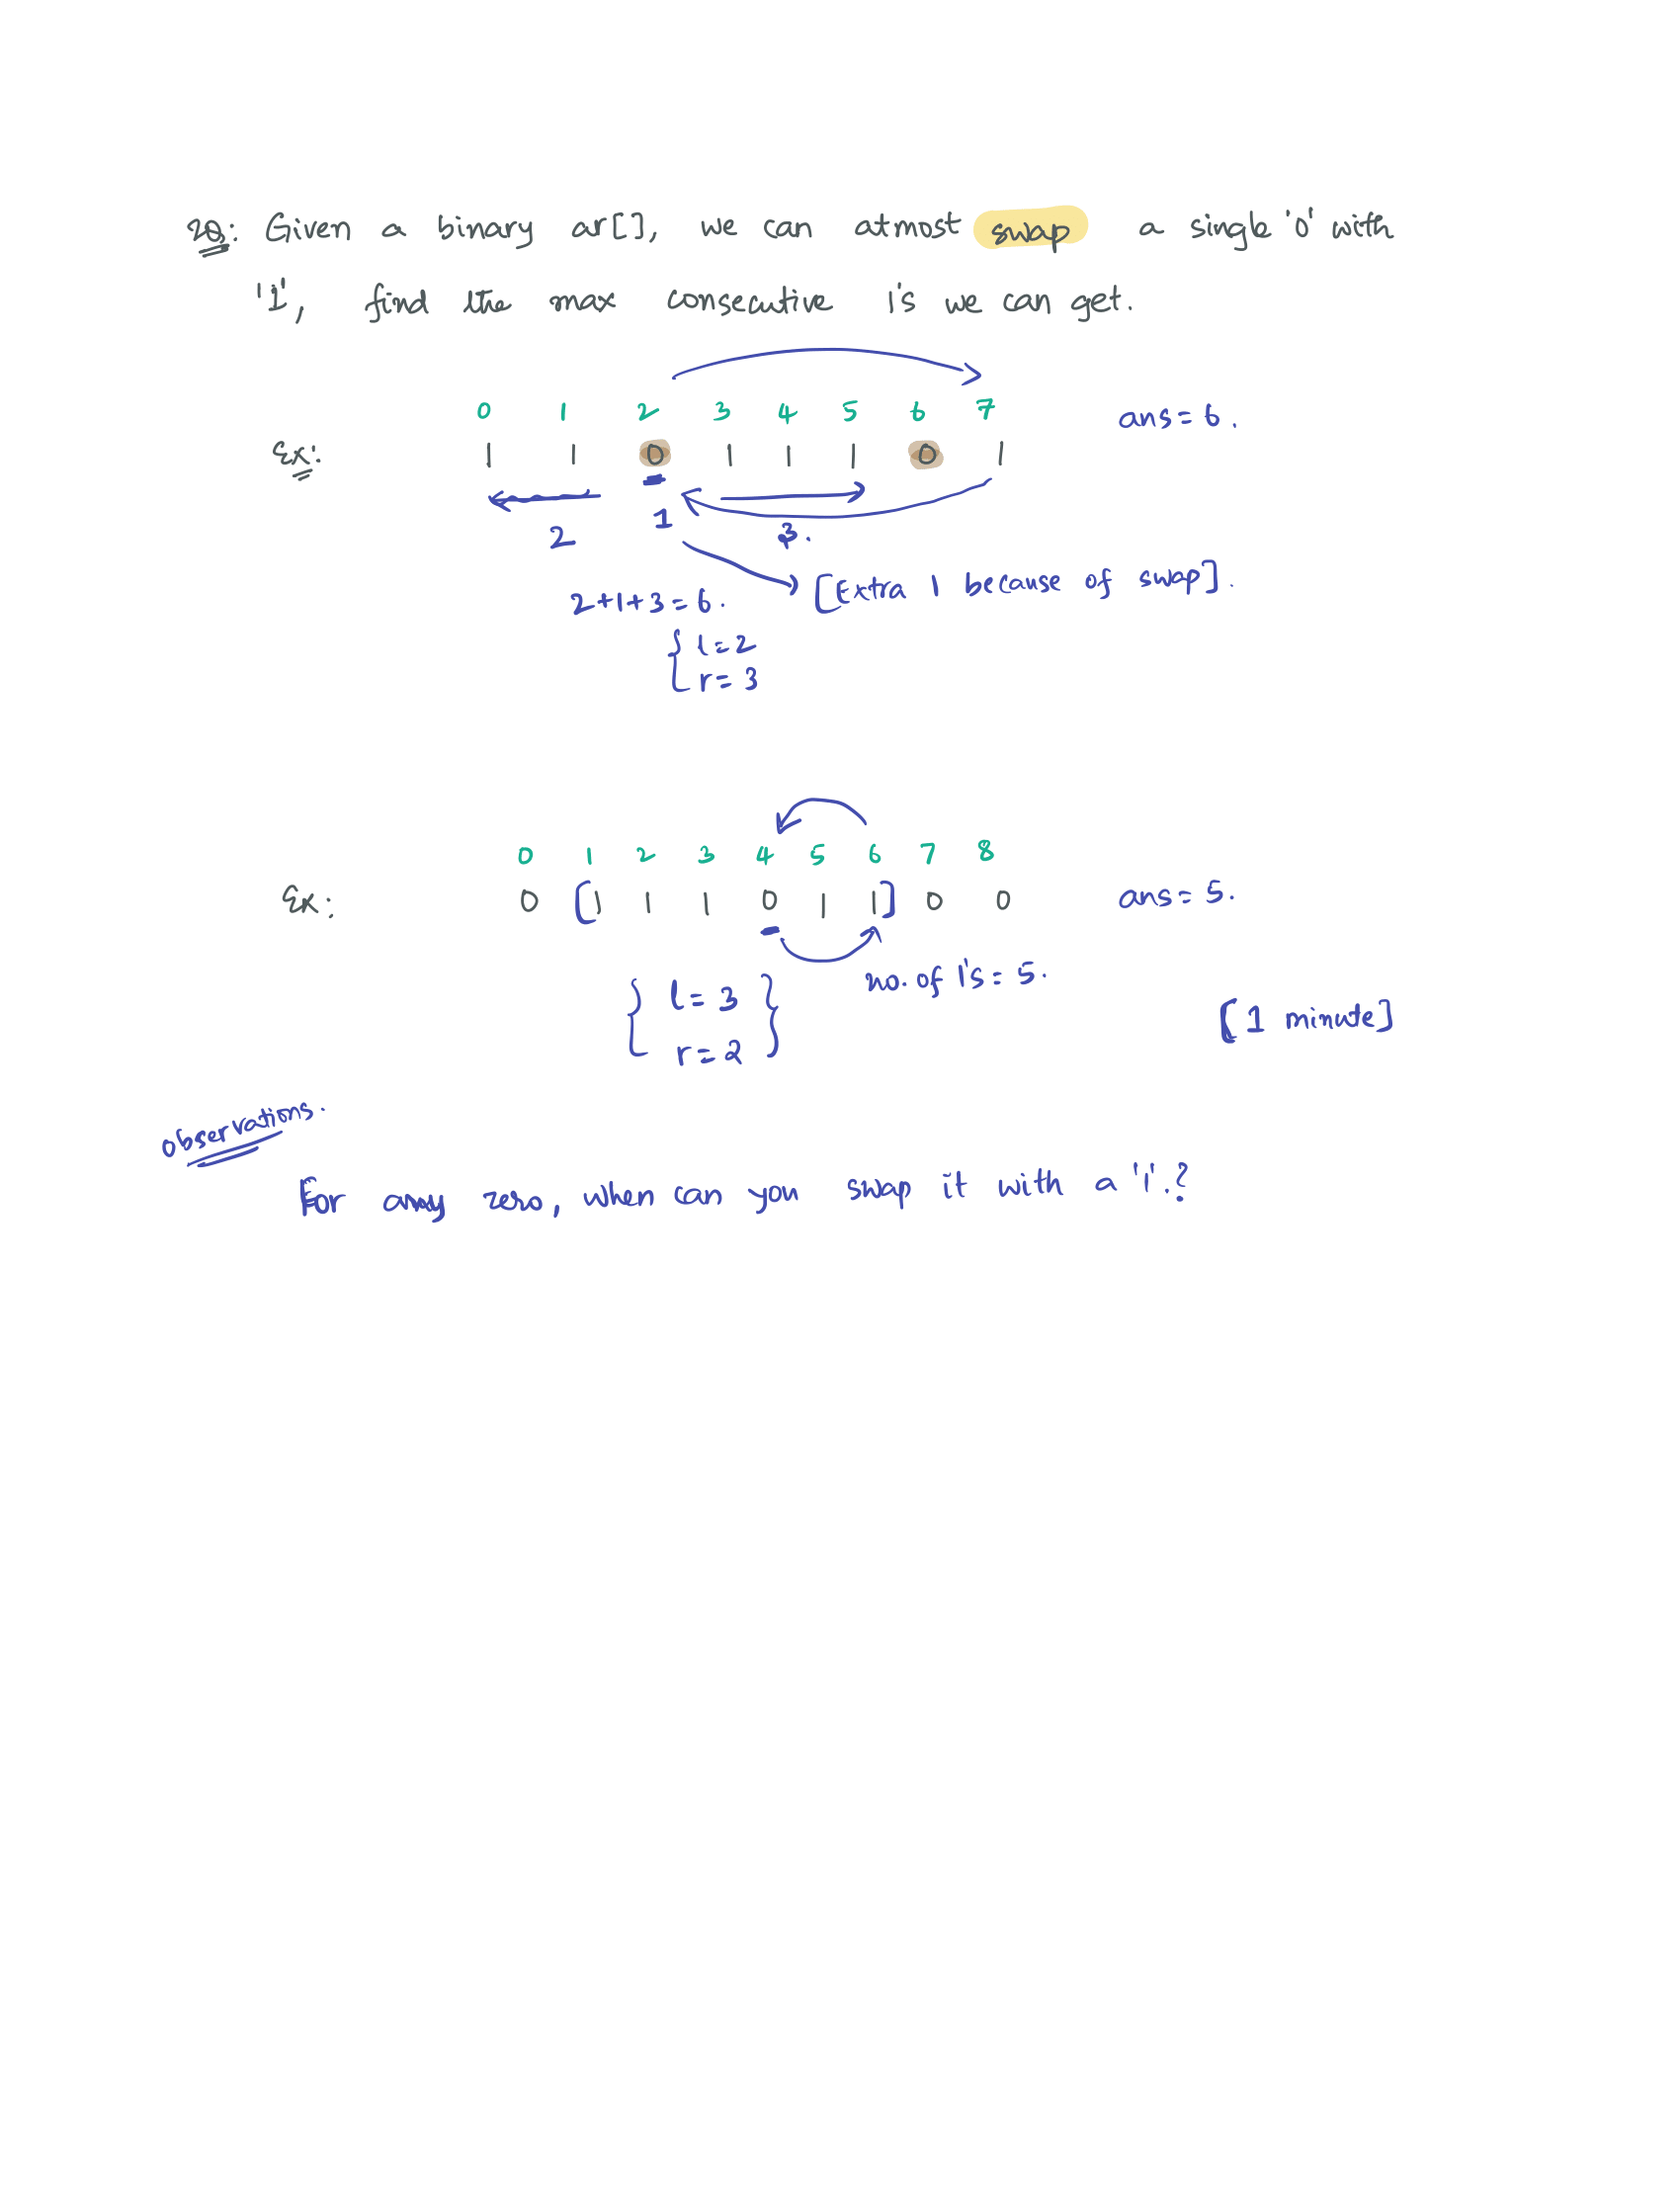 2Q: Given a binary ar[], we can atmost swap a single '0' with
'1', find the max consecutive 1's we can get.
0 1 2 3 4 5 6 7
ans = 6.
Ex: 1 1 0 1 1 1 0 1
2 1 3.
[Extra 1 because of swap].
2+1+3 = 6.
l = 2
r = 3
0 1 2 3 4 5 6 7 8
Ex: 0 [1 1 1 0 1 1] 0 0 ans = 5.
no. of 1's = 5.
{ l = 3 }
r = 2
[1 minute]
observations.
For any zero, when can you swap it with a '1'.?